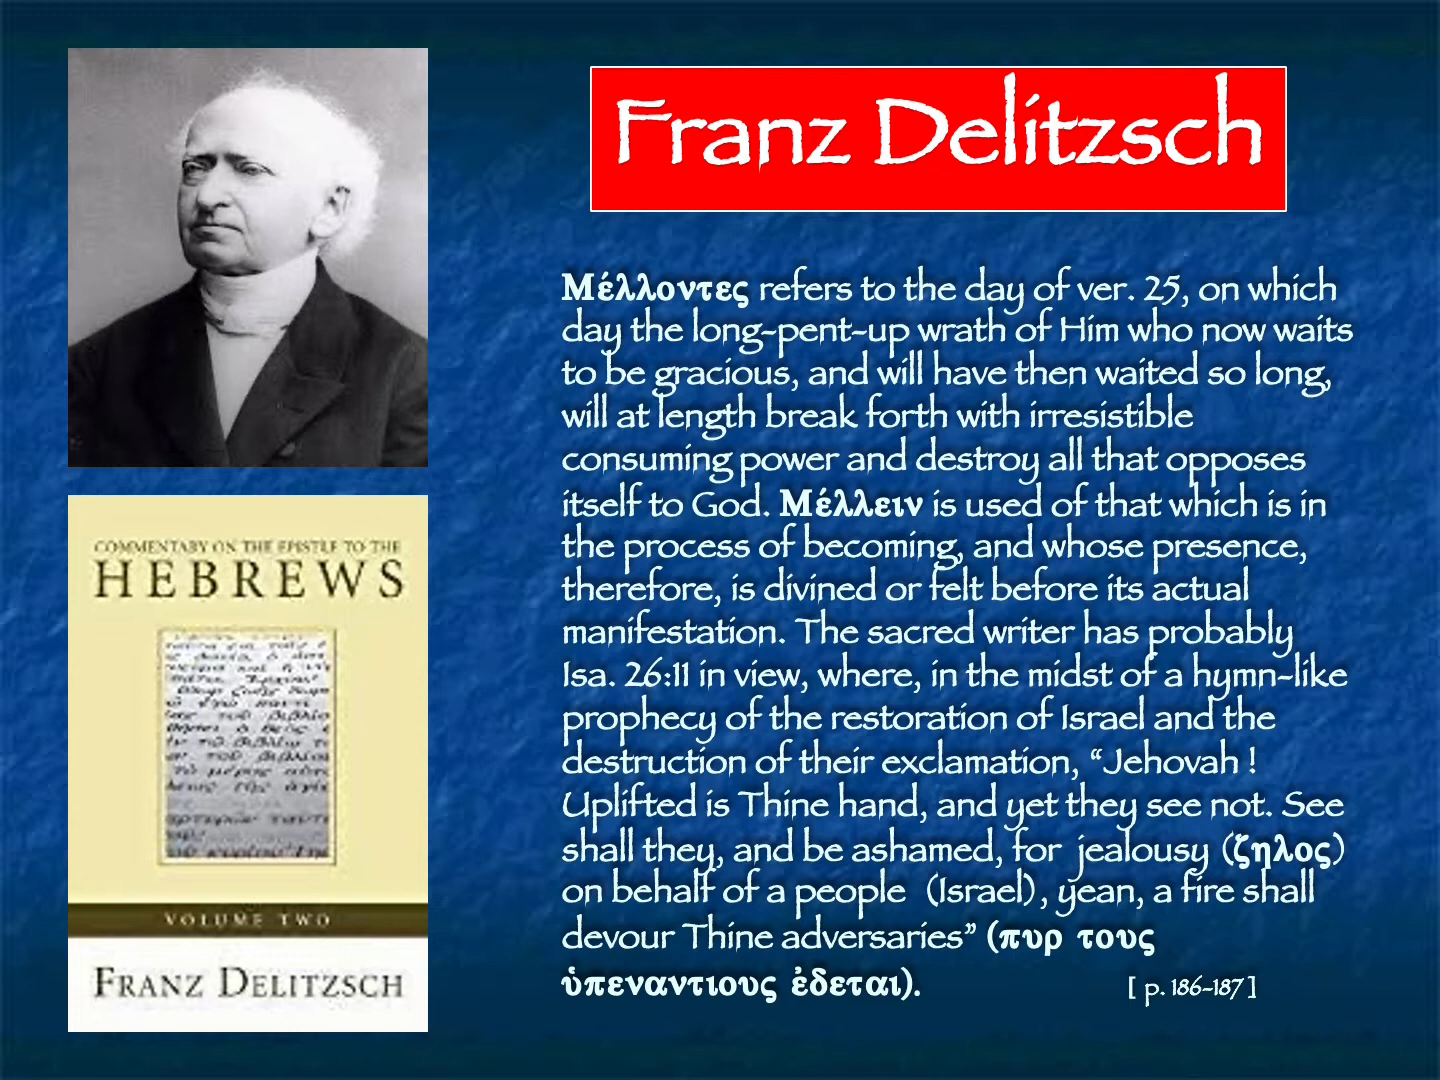 Franz Delitzsch
Μέλλοντες refers to the day of ver. 25, on which
day the long-pent-up wrath of Him who now waits
to be gracious, and will have then waited so long,
will at length break forth with irresistible
consuming power and destroy all that opposes
itself to God. Μέλλειν is used of that which is in
the process of becoming, and whose presence,
therefore, is divined or felt before its actual
manifestation. The sacred writer has probably
Isa. 26:11 in view, where, in the midst of a hymn-like
prophecy of the restoration of Israel and the
destruction of their exclamation, “Jehovah !
Uplifted is Thine hand, and yet they see not. See
shall they, and be ashamed, for jealousy (ζηλος)
on behalf of a people (Israel), yean, a fire shall
devour Thine adversaries” (πυρ τους
ὑπεναντιους ἐδεται).
[ p. 186-187 ]
COMMENTARY ON THE EPISTLE TO THE
HEBREWS
VOLUME TWO
FRANZ DELITZSCH